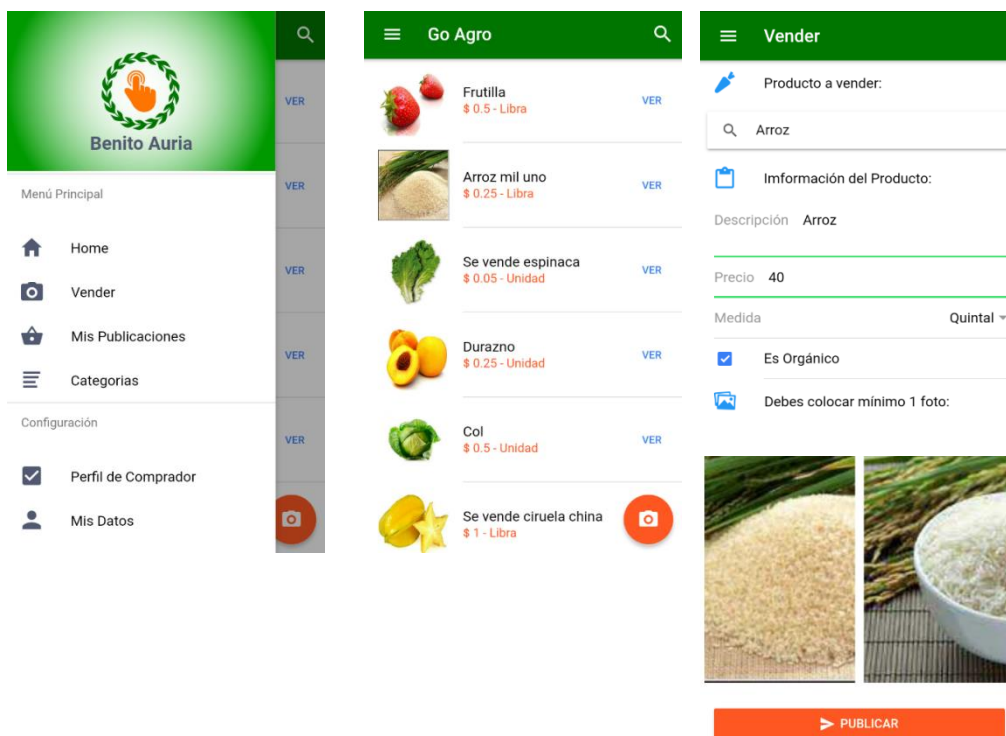 VER
VER
VER
VER
VER
Benito Auria
Menú Principal
Home
Vender
Mis Publicaciones
Categorias
Configuración
Perfil de Comprador
Mis Datos
Go Agro
Frutilla
$ 0.5 - Libra
VER
Arroz mil uno
$ 0.25 - Libra
VER
Se vende espinaca
$ 0.05 - Unidad
VER
Durazno
$ 0.25 - Unidad
VER
Col
$ 0.5 - Unidad
VER
Se vende ciruela china
$ 1 - Libra
Vender
Producto a vender:
Arroz
Imformación del Producto:
Descripción Arroz
Precio 40
Medida Quintal
Es Orgánico
Debes colocar mínimo 1 foto:
PUBLICAR